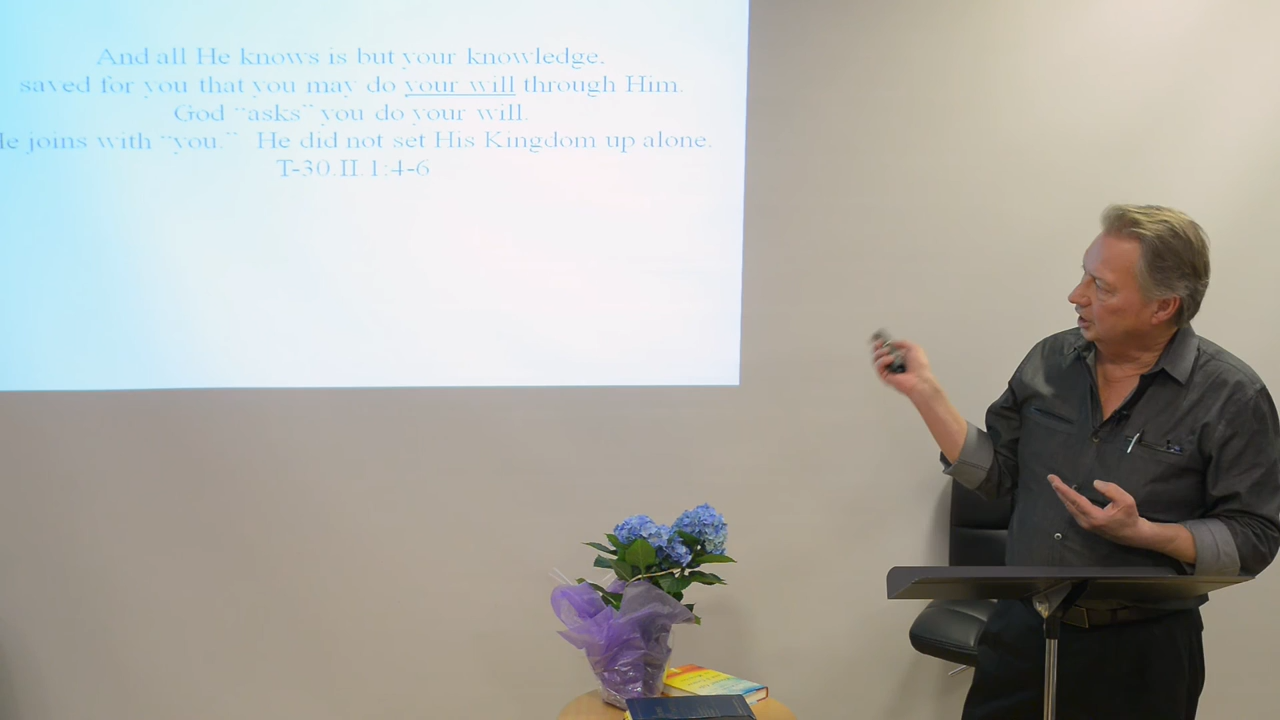 And all He knows is but your knowledge,
saved for you that you may do your will through Him.
God “asks” you do your will.
He joins with “you.” He did not set His Kingdom up alone.
T-30.II.1:4-6